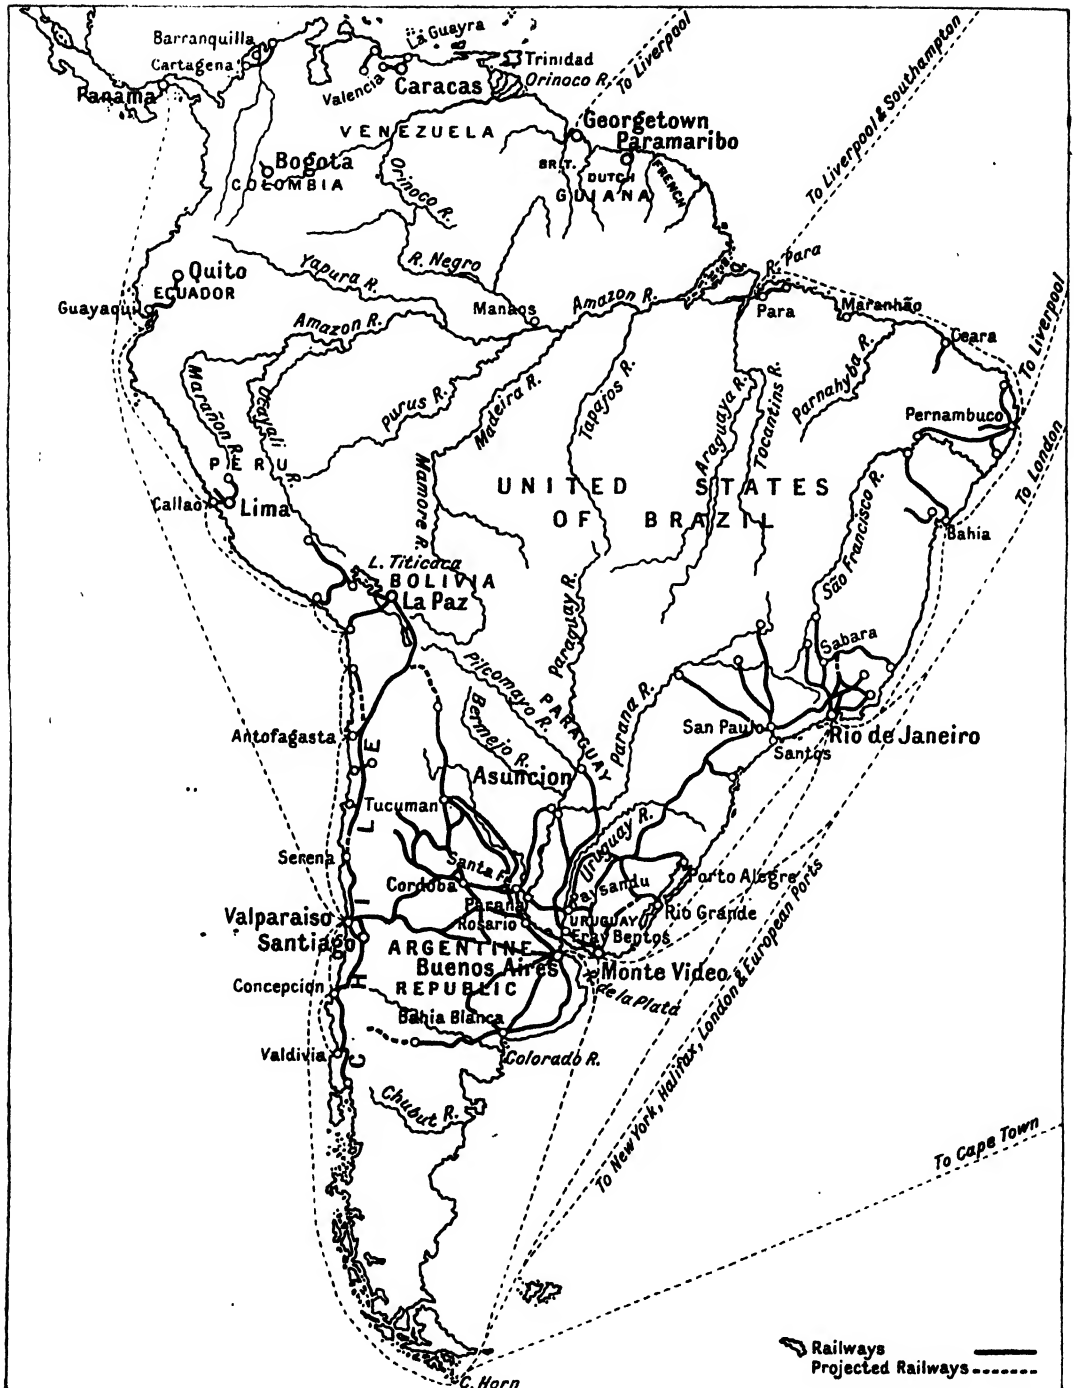 To Liverpool
To Liverpool & Southampton
La Guayra
Barranquilla
Cartagena
Trinidad
Orinoco R.
Panama
Valencia
Caracas
Georgetown
VENEZUELA
Paramaribo
Bogota
BRIT.
DUTCH
FRENCH
COLOMBIA
Orinoco R.
GUIANA
R. Para
Yapura R.
R. Negro
Quito
ECUADOR
Guayaquil
Manaos
Amazon R.
Para
Maranhão
Amazon R.
Ceara
To Liverpool
Marañon R.
Ucayali R.
Purus R.
Madeira R.
Tapajos R.
Araguaya R.
Tocantins R.
Parnahyba R.
Pernambuco
To London
PERU
Mamore R.
UNITED STATES
OF BRAZIL
Callao
Lima
São Francisco R.
Bahia
L. Titicaca
BOLIVIA
La Paz
Paraguay R.
Sabara
Pilcomayo R.
Bermejo R.
PARAGUAY
Parana R.
San Paulo
Santos
Rio de Janeiro
Antofagasta
Asuncion
Tucuman
Uruguay R.
Serena
Santa Fe
Cordoba
Paysandu
Porto Alegre
Parana
Rio Grande
Valparaiso
Rosario
URUGUAY
Santiago
Fray Bentos
ARGENTINE
Buenos Aires
Monte Video
Concepcion
REPUBLIC
R. de la Plata
CHILE
Bahia Blanca
Valdivia
Colorado R.
Chubut R.
To New York, Halifax, London & European Ports
To Cape Town
C. Horn
Railways
Projected Railways